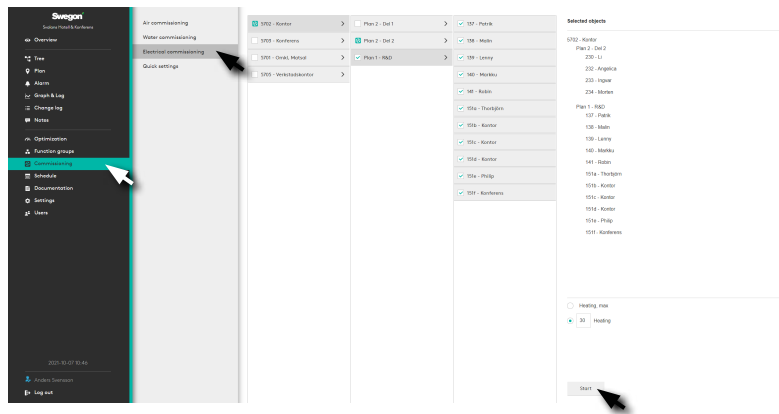 Swegon
Svalans Hotell & Konferens
Overview
Tree
Plan
Alarm
Graph & Log
Change log
Notes
Optimization
Function groups
Commissioning
Schedule
Documentation
Settings
Users
2021-10-07 10:46
Anders Svensson
Log out
Air commissioning
Water commissioning
Electrical commissioning
Quick settings
5702 - Kontor
5703 - Konferens
5701 - Omkl, Matsal
5705 - Verkstadskontor
Plan 2 - Del 1
Plan 2 - Del 2
Plan 1 - R&D
137 - Patrik
138 - Malin
139 - Lenny
140 - Markku
141 - Robin
151a - Thorbjörn
151b - Kontor
151c - Kontor
151d - Kontor
151e - Philip
151f - Konferens
Selected objects
5702 - Kontor
Plan 2 - Del 2
230 - Li
232 - Angelica
233 - Ingvar
234 - Morten
Plan 1 - R&D
137 - Patrik
138 - Malin
139 - Lenny
140 - Markku
141 - Robin
151a - Thorbjörn
151b - Kontor
151c - Kontor
151d - Kontor
151e - Philip
151f - Konferens
Heating, max
30 Heating
Start